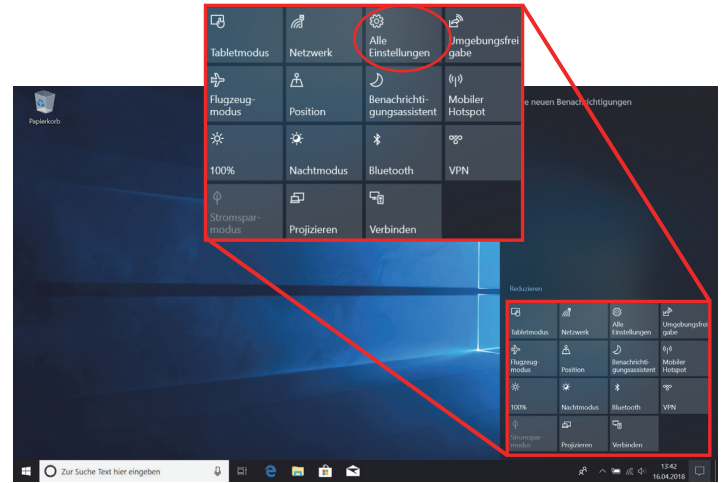 Tabletmodus
Netzwerk
Alle
Einstellungen
Umgebungsfrei
gabe
Flugzeug-
modus
Position
Benachrichti-
gungsassistent
Mobiler
Hotspot
100%
Nachtmodus
Bluetooth
VPN
Stromspar-
modus
Projizieren
Verbinden
Papierkorb
e neuen Benachrichtigungen
Reduzieren
Tabletmodus
Netzwerk
Alle
Einstellungen
Umgebungsfrei
gabe
Flugzeug-
modus
Position
Benachrichti-
gungsassistent
Mobiler
Hotspot
100%
Nachtmodus
Bluetooth
VPN
Stromspar-
modus
Projizieren
Verbinden
Zur Suche Text hier eingeben
13:42
16.04.2018